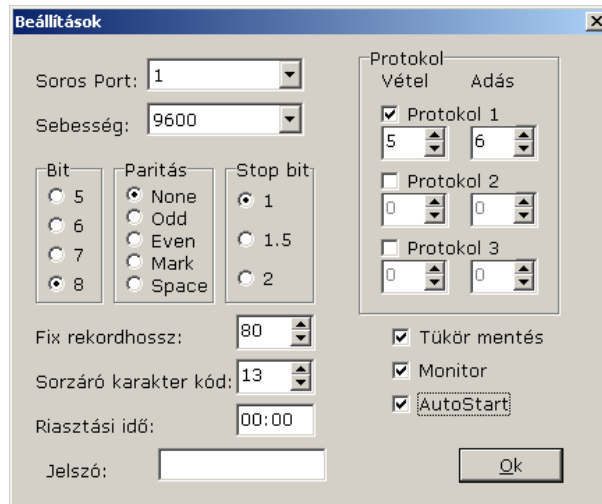 Beállítások
Soros Port: 1
Sebesség: 9600
Bit
5
6
7
8
Paritás
None
Odd
Even
Mark
Space
Stop bit
1
1.5
2
Fix rekordhossz: 80
Sorzáró karakter kód: 13
Riasztási idő: 00:00
Jelszó:
Protokol
Vétel Adás
Protokol 1
5 6
Protokol 2
0 0
Protokol 3
0 0
Tükör mentés
Monitor
AutoStart
Ok